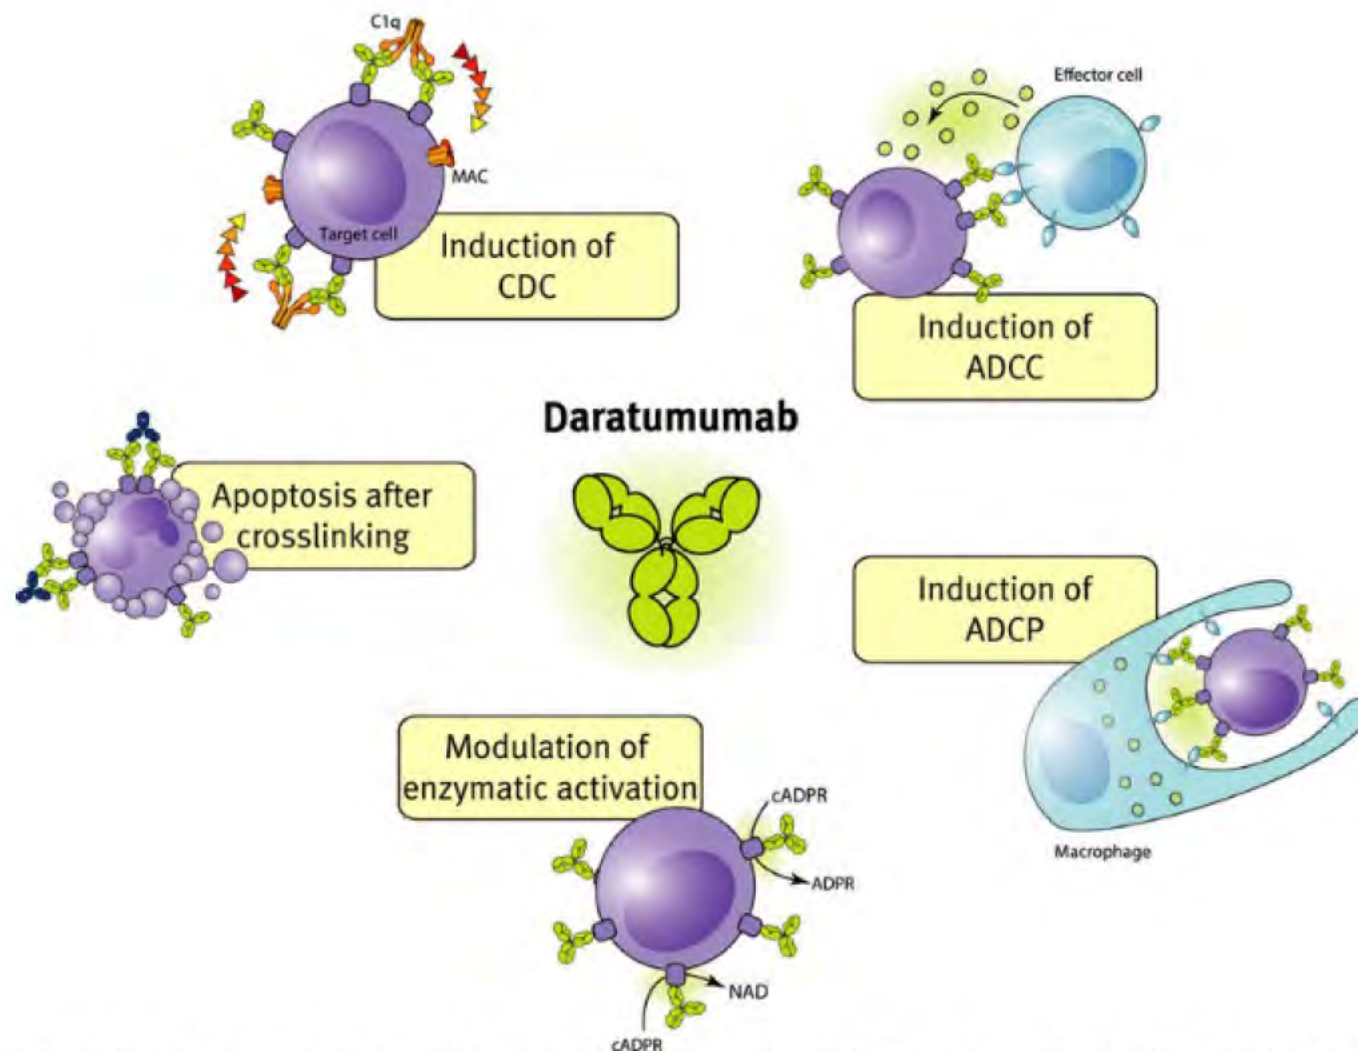 C1q
MAC
Target cell
Induction of
CDC
Effector cell
Induction of
ADCC
Daratumumab
Apoptosis after
crosslinking
Induction of
ADCP
Macrophage
Modulation of
enzymatic activation
cADPR
ADPR
NAD
cADPR